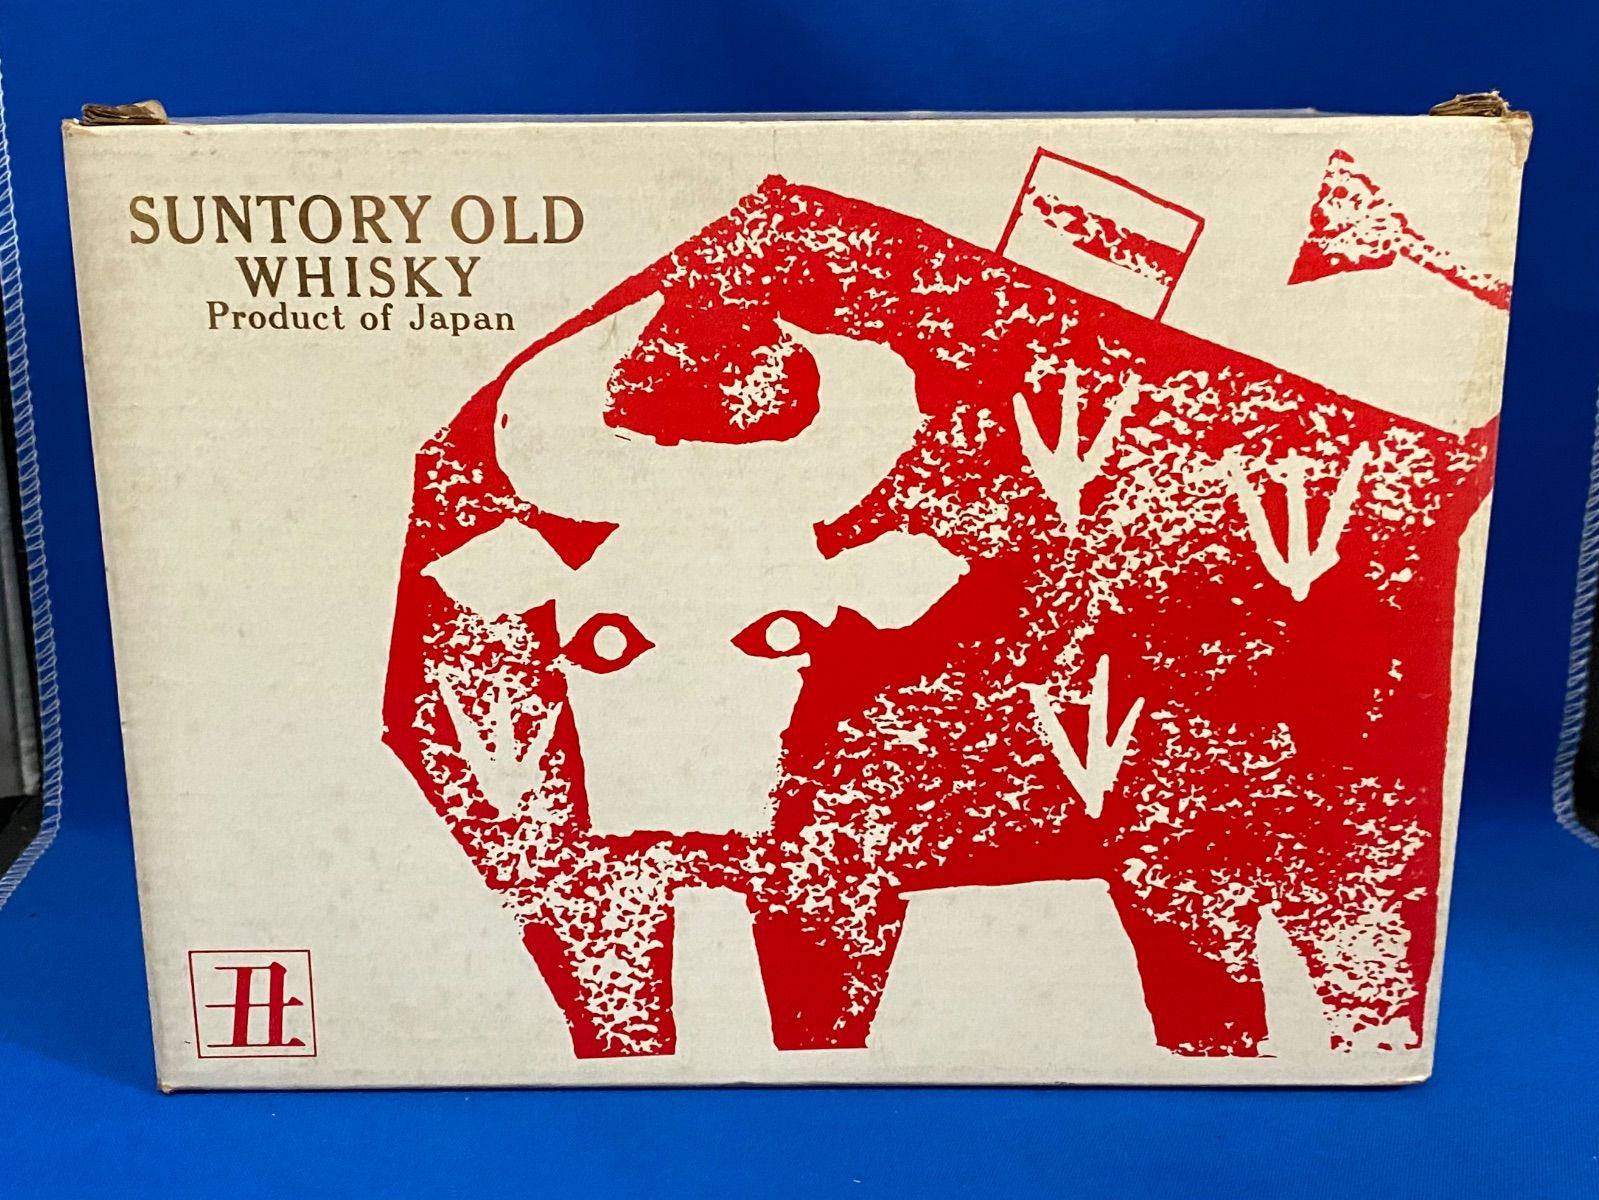 SUNTORY OLD
WHISKY
Product of Japan
丑